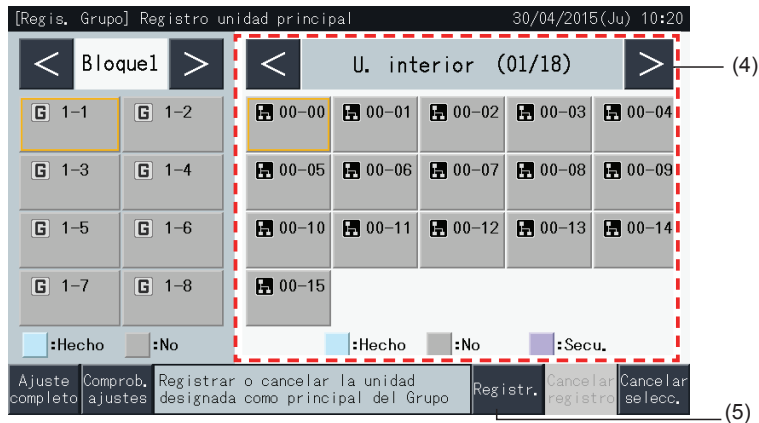 [Regis. Grupo] Registro unidad principal 30/04/2015(Ju) 10:20
< Bloque1 > < U. interior (01/18) > (4)
G 1-1 G 1-2 00-00 00-01 00-02 00-03 00-04
G 1-3 G 1-4 00-05 00-06 00-07 00-08 00-09
G 1-5 G 1-6 00-10 00-11 00-12 00-13 00-14
G 1-7 G 1-8 00-15
:Hecho :No :Hecho :No :Secu.
Ajuste completo
Comprob. ajustes
Registrar o cancelar la unidad
designada como principal del Grupo
Registr.
Cancelar registro
Cancelar selecc.
(5)